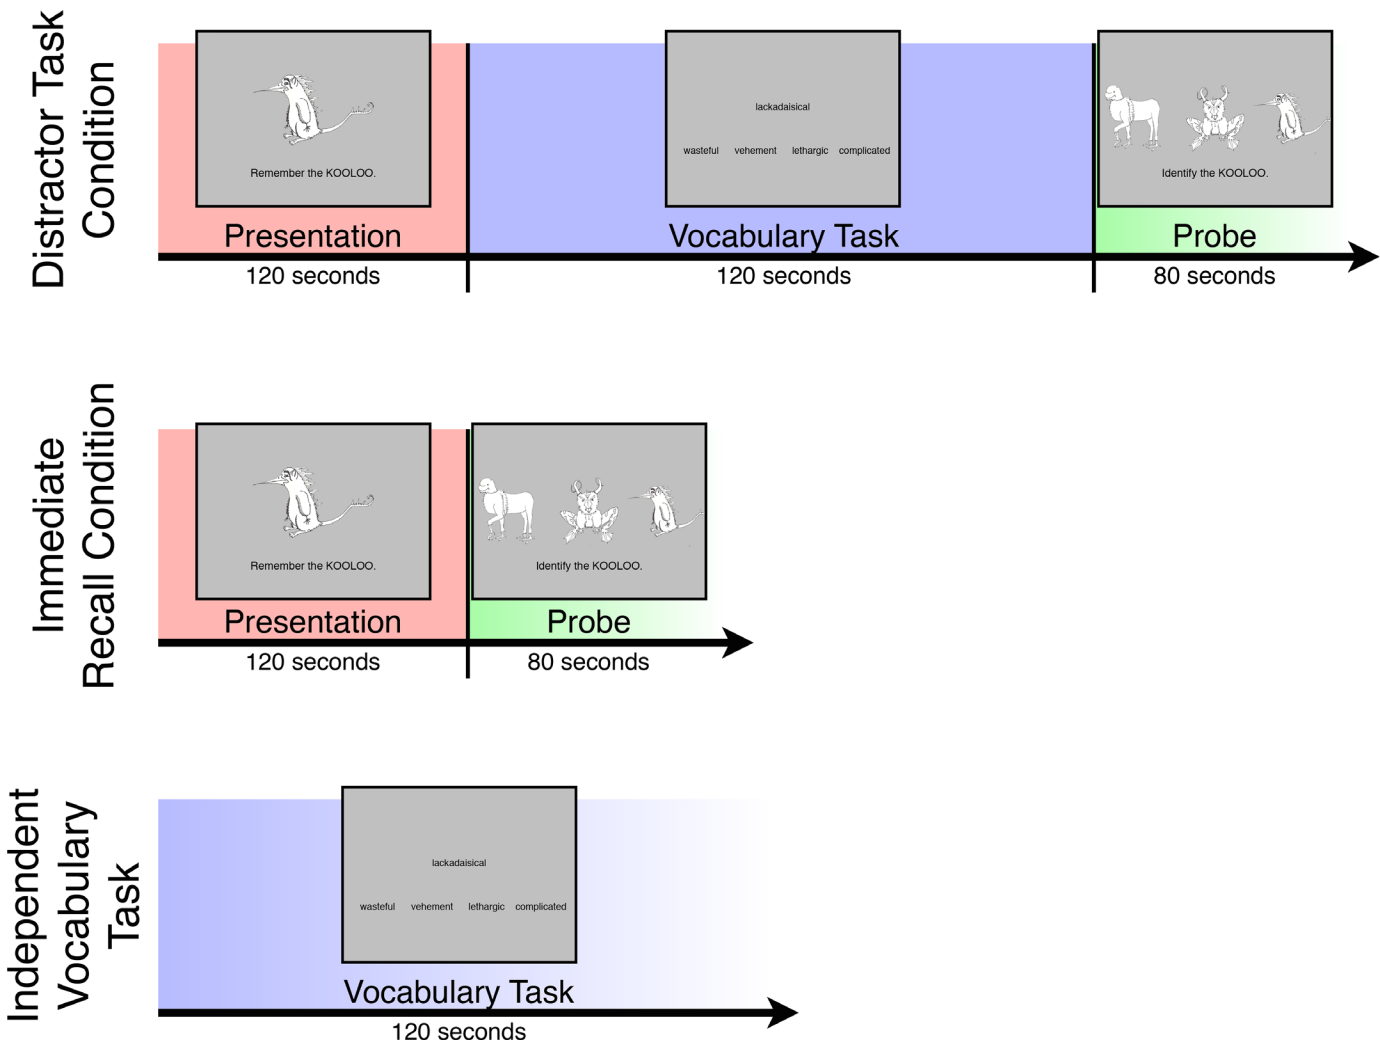 Distractor Task
Condition
Remember the KOOLOO.
Presentation
120 seconds
lackadaisical
wasteful vehement lethargic complicated
Vocabulary Task
120 seconds
Identify the KOOLOO.
Probe
80 seconds
Immediate
Recall Condition
Remember the KOOLOO.
Presentation
120 seconds
Identify the KOOLOO.
Probe
80 seconds
Independent
Vocabulary
Task
lackadaisical
wasteful vehement lethargic complicated
Vocabulary Task
120 seconds